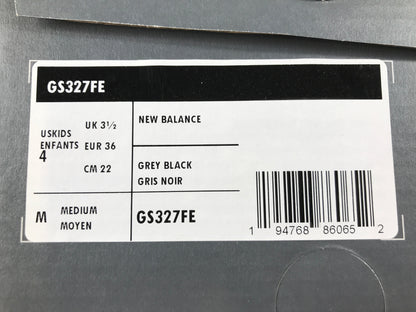 GS327FE
USKIDS
ENFANTS
4
UK 3½
EUR 36
CM 22
NEW BALANCE
GREY BLACK
GRIS NOIR
M MEDIUM
MOYEN
GS327FE
1 94768 86065 2